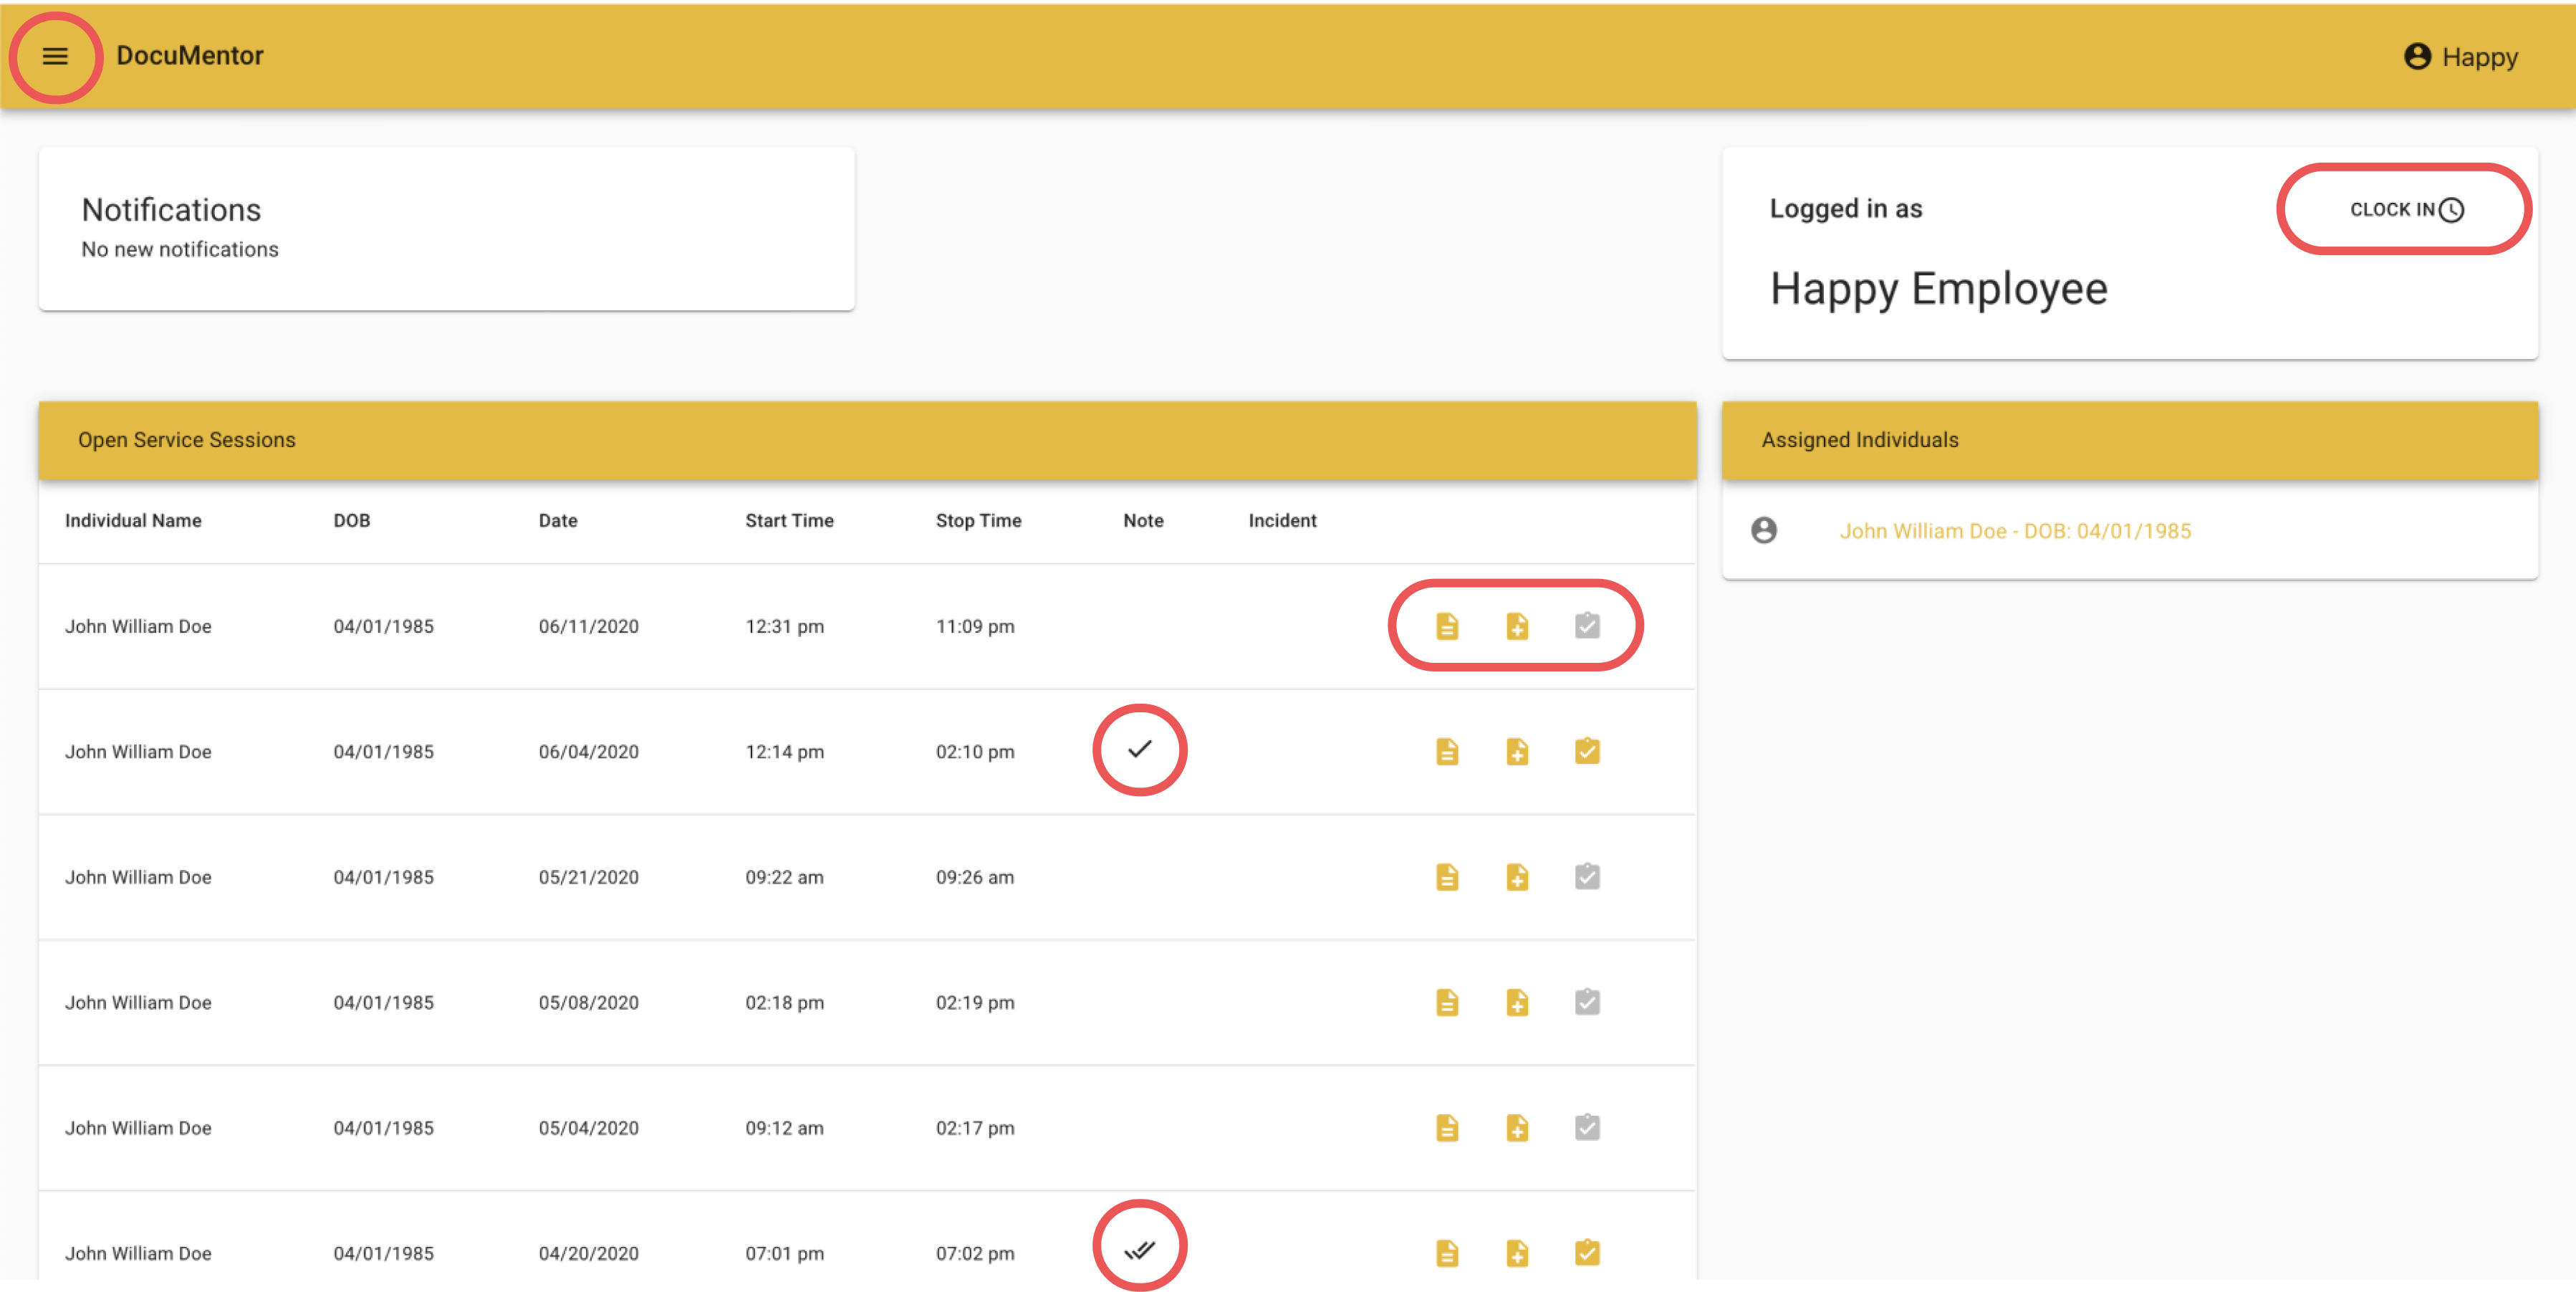 DocuMentor
Happy
Notifications
No new notifications
Logged in as
CLOCK IN
Happy Employee
Open Service Sessions
Individual Name DOB Date Start Time Stop Time Note Incident
John William Doe 04/01/1985 06/11/2020 12:31 pm 11:09 pm
John William Doe 04/01/1985 06/04/2020 12:14 pm 02:10 pm
John William Doe 04/01/1985 05/21/2020 09:22 am 09:26 am
John William Doe 04/01/1985 05/08/2020 02:18 pm 02:19 pm
John William Doe 04/01/1985 05/04/2020 09:12 am 02:17 pm
John William Doe 04/01/1985 04/20/2020 07:01 pm 07:02 pm
Assigned Individuals
John William Doe - DOB: 04/01/1985